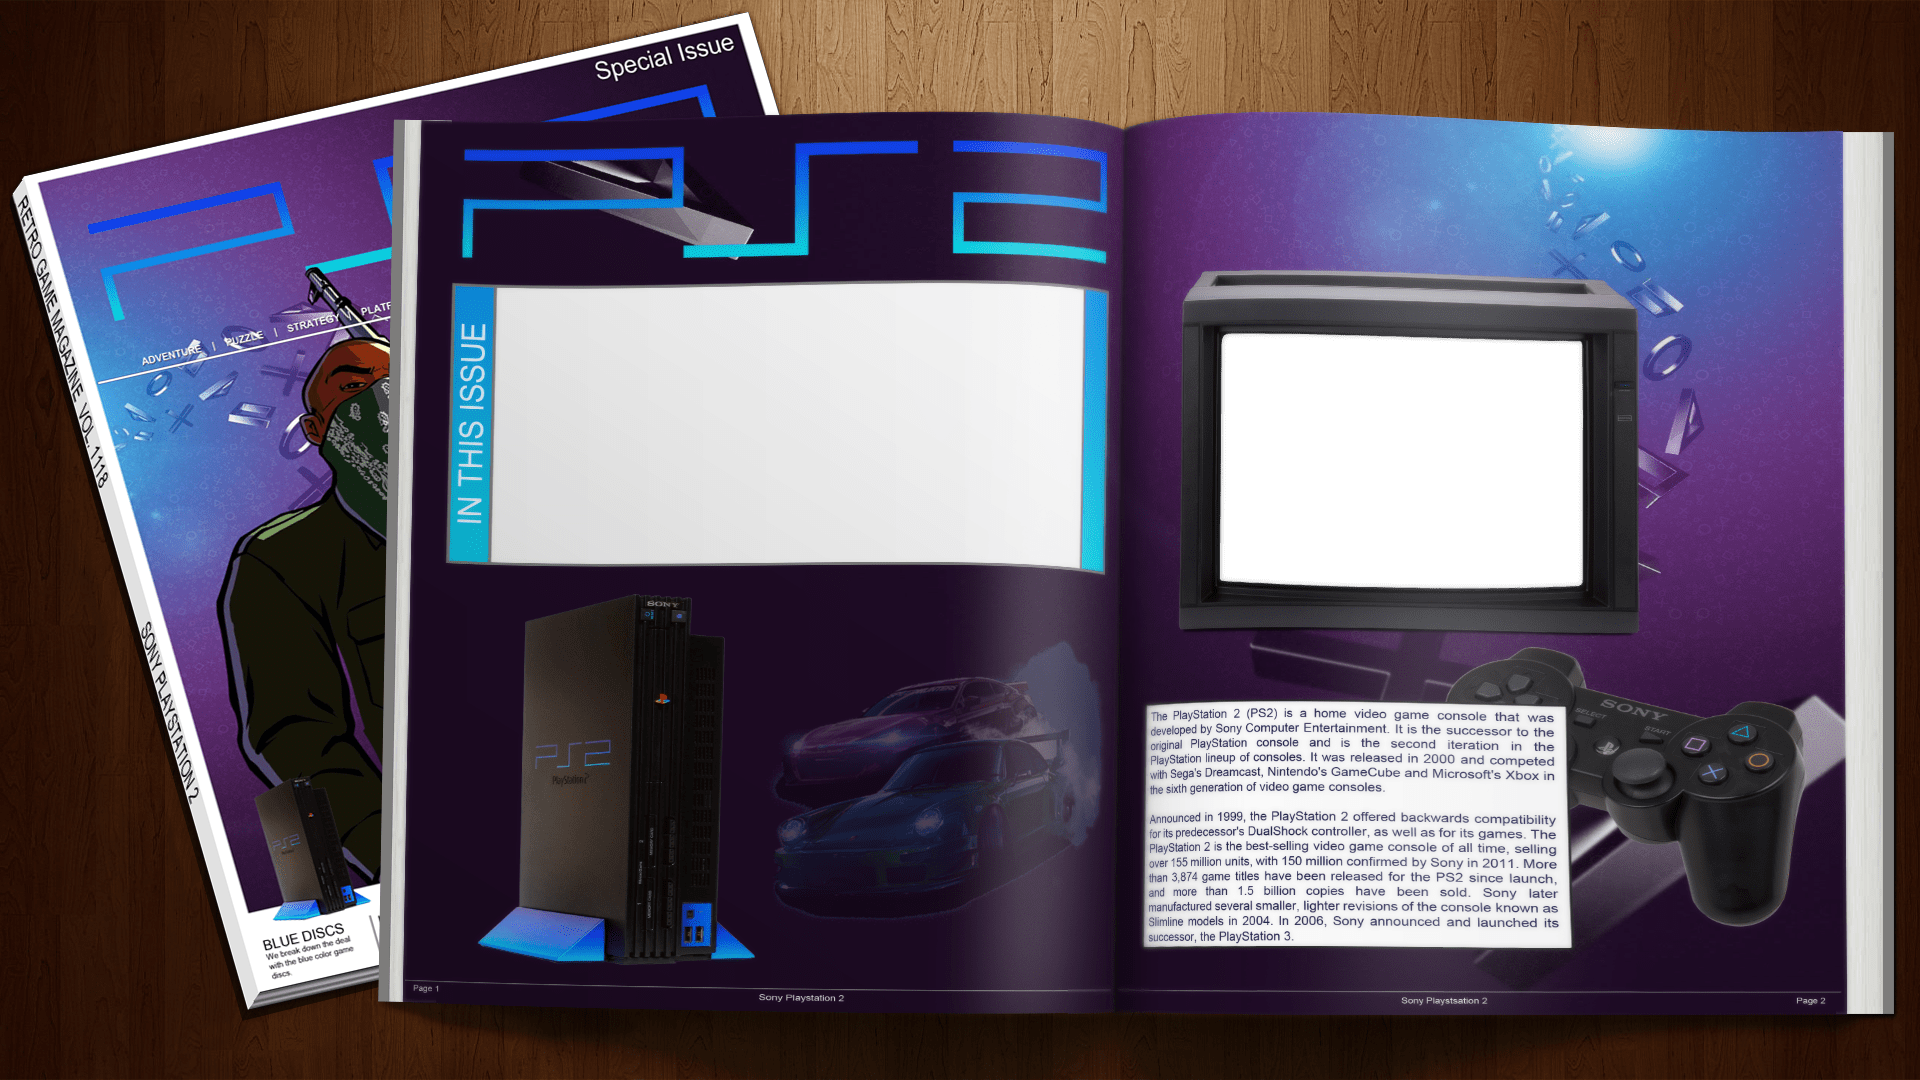 Special Issue
RETRO GAME MAGAZINE VOL. 1118
SONY PLAYSTATION 2
ADVENTURE | PUZZLE | STRATEGY | PLATF
BLUE DISCS
We break down the deal
with the blue color game
discs.
PS2
IN THIS ISSUE
SONY
PS2
PlayStation 2
Page 1
Sony Playstation 2
SONY
SELECT
START
The PlayStation 2 (PS2) is a home video game console that was
developed by Sony Computer Entertainment. It is the successor to the
original PlayStation console and is the second iteration in the
PlayStation lineup of consoles. It was released in 2000 and competed
with Sega's Dreamcast, Nintendo's GameCube and Microsoft's Xbox in
the sixth generation of video game consoles.
Announced in 1999, the PlayStation 2 offered backwards compatibility
for its predecessor's DualShock controller, as well as for its games. The
PlayStation 2 is the best-selling video game console of all time, selling
over 155 million units, with 150 million confirmed by Sony in 2011. More
than 3,874 game titles have been released for the PS2 since launch,
and more than 1.5 billion copies have been sold. Sony later
manufactured several smaller, lighter revisions of the console known as
Slimline models in 2004. In 2006, Sony announced and launched its
successor, the PlayStation 3.
Sony Playstsation 2
Page 2